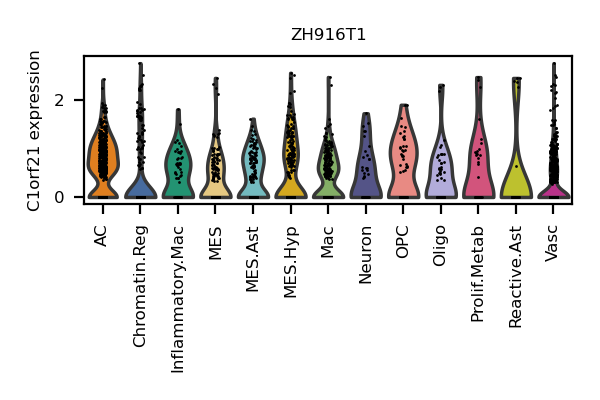 ZH916T1
C1orf21 expression
2
0
AC
Chromatin.Reg
Inflammatory.Mac
MES
MES.Ast
MES.Hyp
Mac
Neuron
OPC
Oligo
Prolif.Metab
Reactive.Ast
Vasc